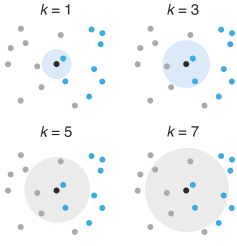 k = 1
k = 3
k = 5
k = 7